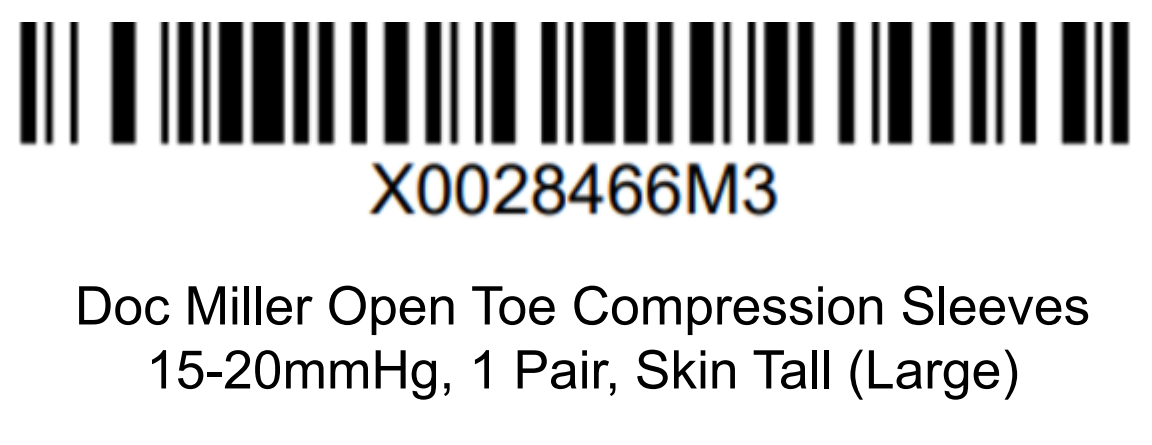 X0028466M3
Doc Miller Open Toe Compression Sleeves
15-20mmHg, 1 Pair, Skin Tall (Large)